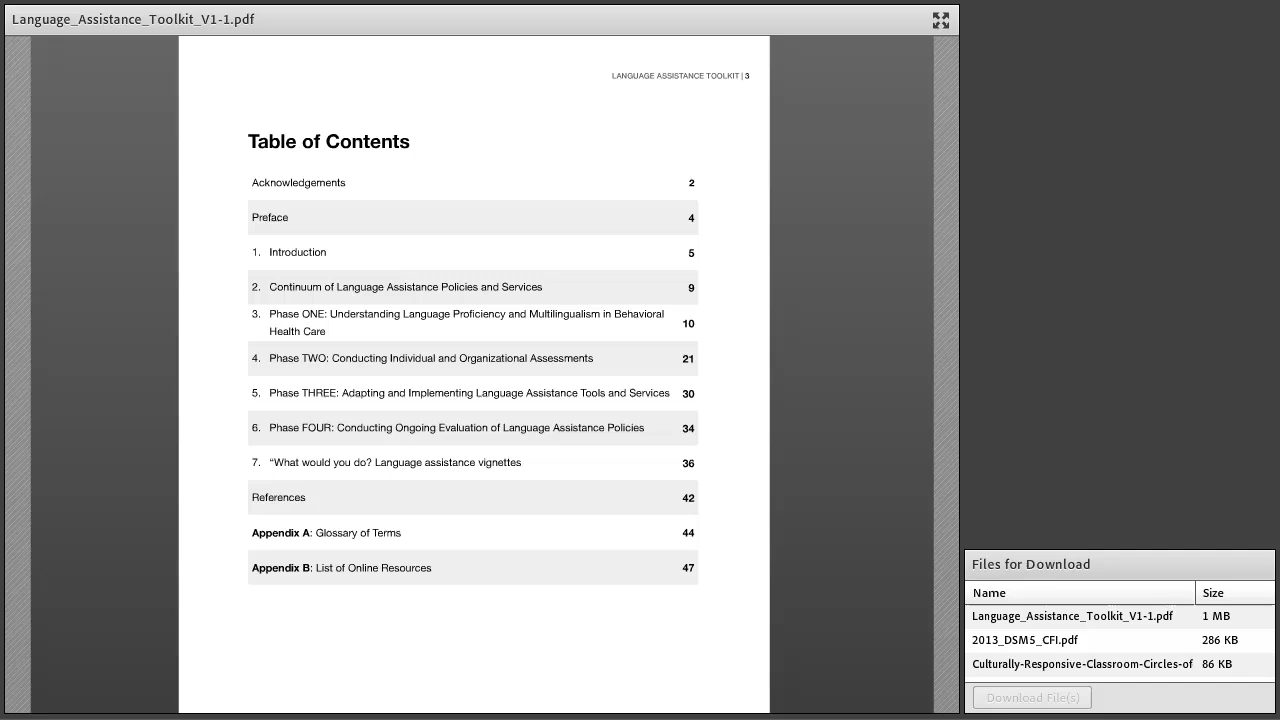 Language_Assistance_Toolkit_V1-1.pdf
LANGUAGE ASSISTANCE TOOLKIT | 3
Table of Contents
Acknowledgements 2
Preface 4
1. Introduction 5
2. Continuum of Language Assistance Policies and Services 9
3. Phase ONE: Understanding Language Proficiency and Multilingualism in Behavioral
Health Care 10
4. Phase TWO: Conducting Individual and Organizational Assessments 21
5. Phase THREE: Adapting and Implementing Language Assistance Tools and Services 30
6. Phase FOUR: Conducting Ongoing Evaluation of Language Assistance Policies 34
7. “What would you do? Language assistance vignettes 36
References 42
Appendix A: Glossary of Terms 44
Appendix B: List of Online Resources 47
Files for Download
Name Size
Language_Assistance_Toolkit_V1-1.pdf 1 MB
2013_DSM5_CFI.pdf 286 KB
Culturally-Responsive-Classroom-Circles-of 86 KB
Download File(s)